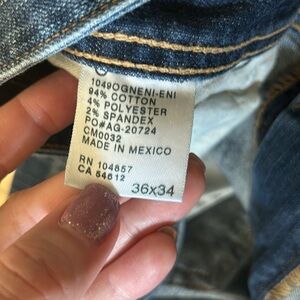 1049OGNENI-ENI
94% COTTON
4% POLYESTER
2% SPANDEX
PO#AG-20724
CM0032
MADE IN MEXICO
RN 104857
CA 54612
36x34